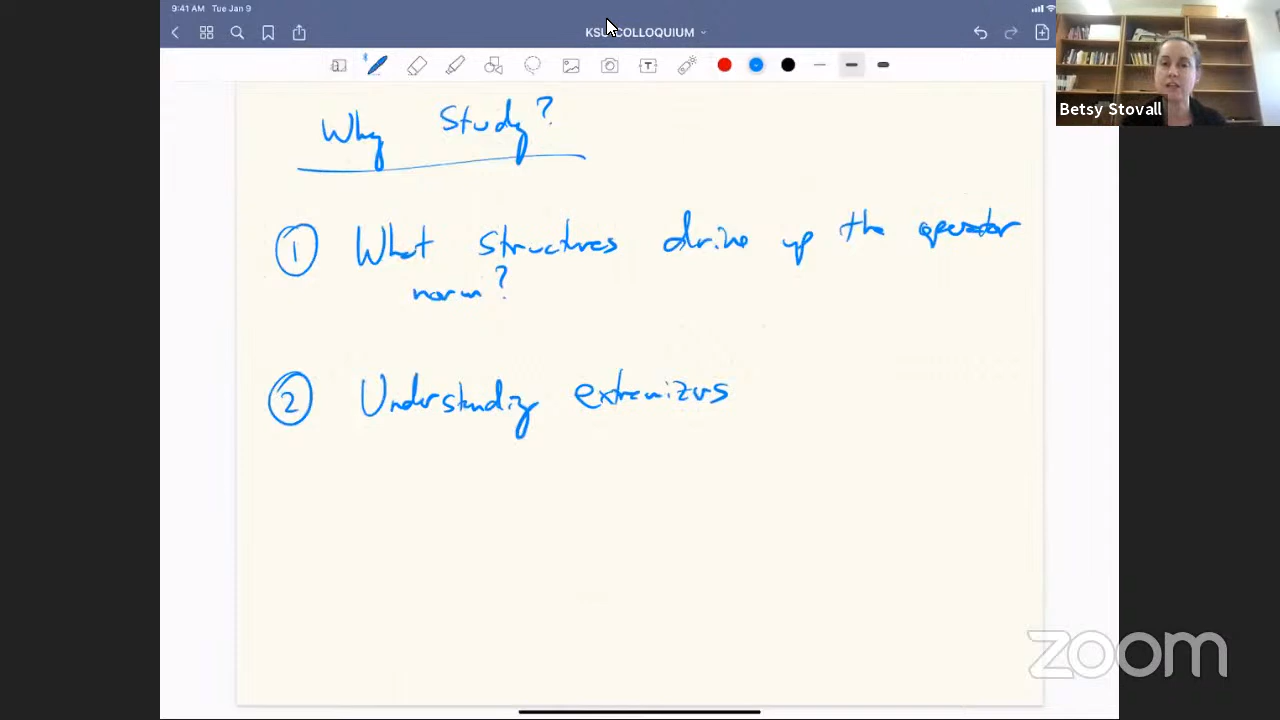 9:41 AM Tue Jan 9
KSU COLLOQUIUM
Betsy Stovall
Why Study?
1 What structures drive up the operator
norm?
2 Understanding extremizers
zoom